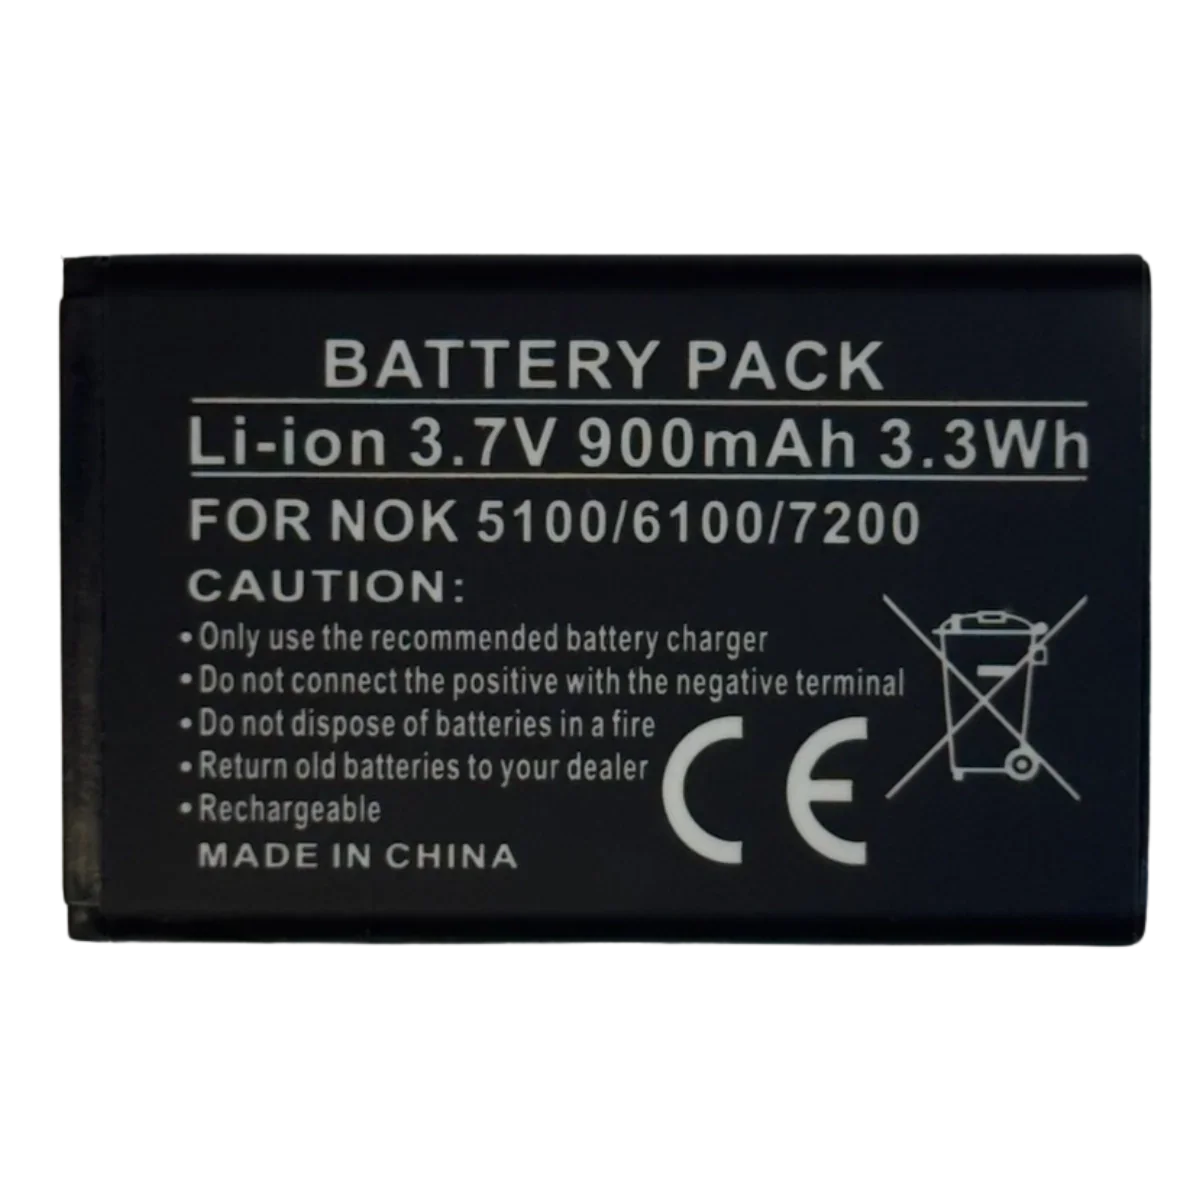 BATTERY PACK
Li-ion 3.7V 900mAh 3.3Wh
FOR NOK 5100/6100/7200
CAUTION:
• Only use the recommended battery charger
• Do not connect the positive with the negative terminal
• Do not dispose of batteries in a fire
• Return old batteries to your dealer
• Rechargeable
MADE IN CHINA
CE